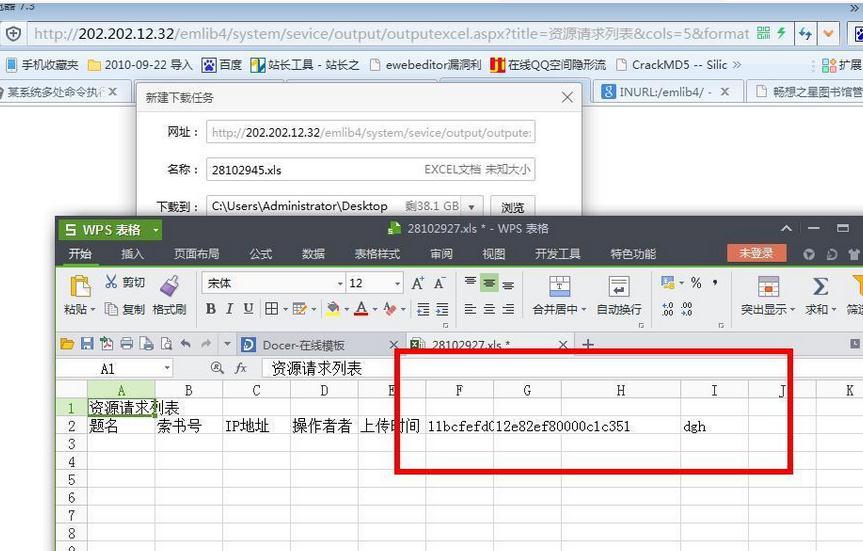 览器 7.3
http://202.202.12.32/emlib4/system/sevice/output/outputexcel.aspx?title=资源请求列表&cols=5&format
手机收藏夹 2010-09-22 导入 百度 站长工具 - 站长之 ewebeditor漏洞利 在线QQ空间隐形流 CrackMD5 -- Silic » 扩展
某系统多处命令执行 INURL:/emlib4/ - 畅想之星图书馆管
新建下载任务
网址： http://202.202.12.32/emlib4/system/sevice/output/outpute
名称： 28102945.xls EXCEL文档 未知大小
下载到： C:\Users\Administrator\Desktop 剩38.1 GB 浏览
S WPS 表格 28102927.xls * - WPS 表格
开始 插入 页面布局 公式 数据 表格样式 审阅 视图 开发工具 特色功能 未登录
剪切 宋体 12 A⁺ A⁻ % ,
粘贴 复制 格式刷 B I U A 合并居中 自动换行 .00 .00 突出显示 求和 筛
Docer-在线模板 28102927.xls *
A1 fx 资源请求列表
A B C D E F G H I J K
1 资源请求列表
2 题名 索书号 IP地址 操作者者 上传时间 11bcfefd012e82ef80000c1c351 dgh
3
4
5
6
7
8